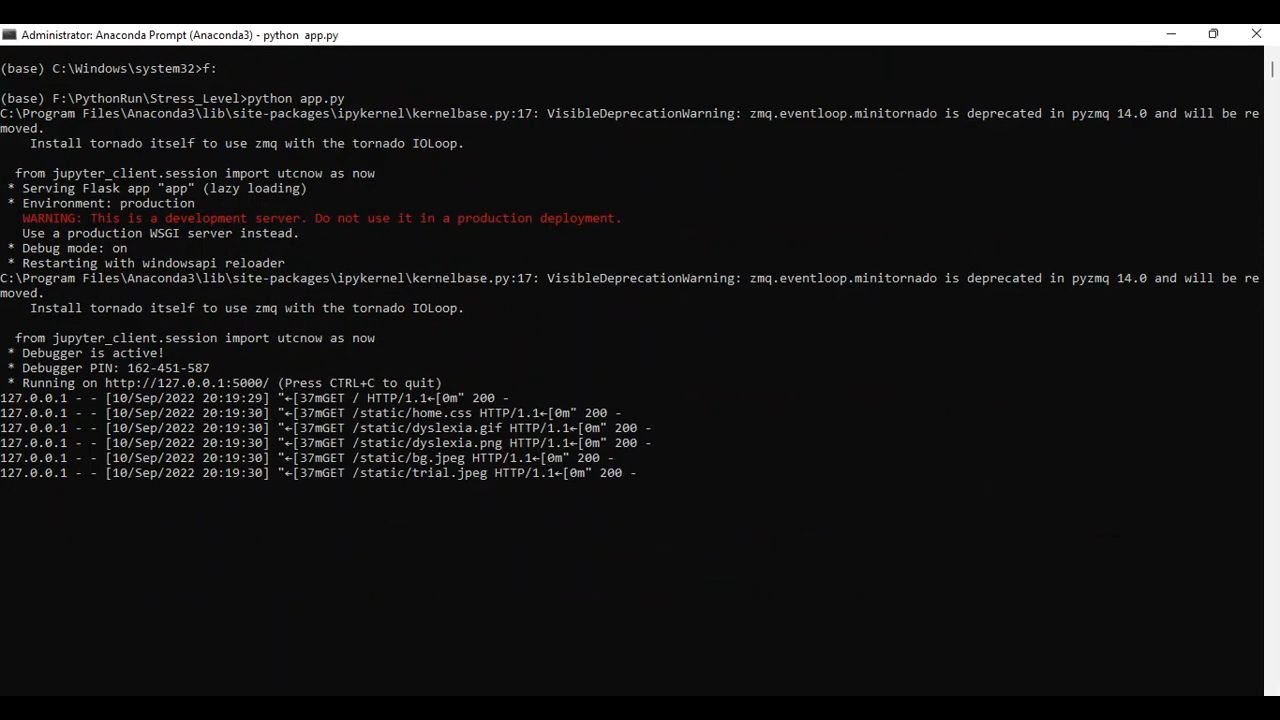 Administrator: Anaconda Prompt (Anaconda3) - python  app.py
(base) C:\Windows\system32>f:
(base) F:\PythonRun\Stress_Level>python app.py
C:\Program Files\Anaconda3\lib\site-packages\ipykernel\kernelbase.py:17: VisibleDeprecationWarning: zmq.eventloop.minitornado is deprecated in pyzmq 14.0 and will be re
moved.
    Install tornado itself to use zmq with the tornado IOLoop.
  from jupyter_client.session import utcnow as now
 * Serving Flask app "app" (lazy loading)
 * Environment: production
   WARNING: This is a development server. Do not use it in a production deployment.
   Use a production WSGI server instead.
 * Debug mode: on
 * Restarting with windowsapi reloader
C:\Program Files\Anaconda3\lib\site-packages\ipykernel\kernelbase.py:17: VisibleDeprecationWarning: zmq.eventloop.minitornado is deprecated in pyzmq 14.0 and will be re
moved.
    Install tornado itself to use zmq with the tornado IOLoop.
  from jupyter_client.session import utcnow as now
 * Debugger is active!
 * Debugger PIN: 162-451-587
 * Running on http://127.0.0.1:5000/ (Press CTRL+C to quit)
127.0.0.1 - - [10/Sep/2022 20:19:29] "←[37mGET / HTTP/1.1←[0m" 200 -
127.0.0.1 - - [10/Sep/2022 20:19:30] "←[37mGET /static/home.css HTTP/1.1←[0m" 200 -
127.0.0.1 - - [10/Sep/2022 20:19:30] "←[37mGET /static/dyslexia.gif HTTP/1.1←[0m" 200 -
127.0.0.1 - - [10/Sep/2022 20:19:30] "←[37mGET /static/dyslexia.png HTTP/1.1←[0m" 200 -
127.0.0.1 - - [10/Sep/2022 20:19:30] "←[37mGET /static/bg.jpeg HTTP/1.1←[0m" 200 -
127.0.0.1 - - [10/Sep/2022 20:19:30] "←[37mGET /static/trial.jpeg HTTP/1.1←[0m" 200 -